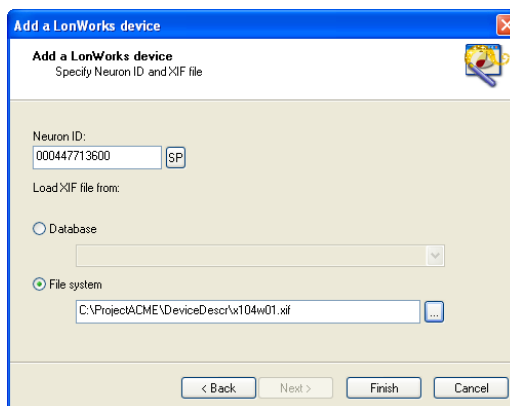 Add a LonWorks device
Add a LonWorks device
Specify Neuron ID and XIF file
Neuron ID:
000447713600
SP
Load XIF file from:
Database
File system
C:\ProjectACME\DeviceDescr\x104w01.xif
...
< Back
Next >
Finish
Cancel